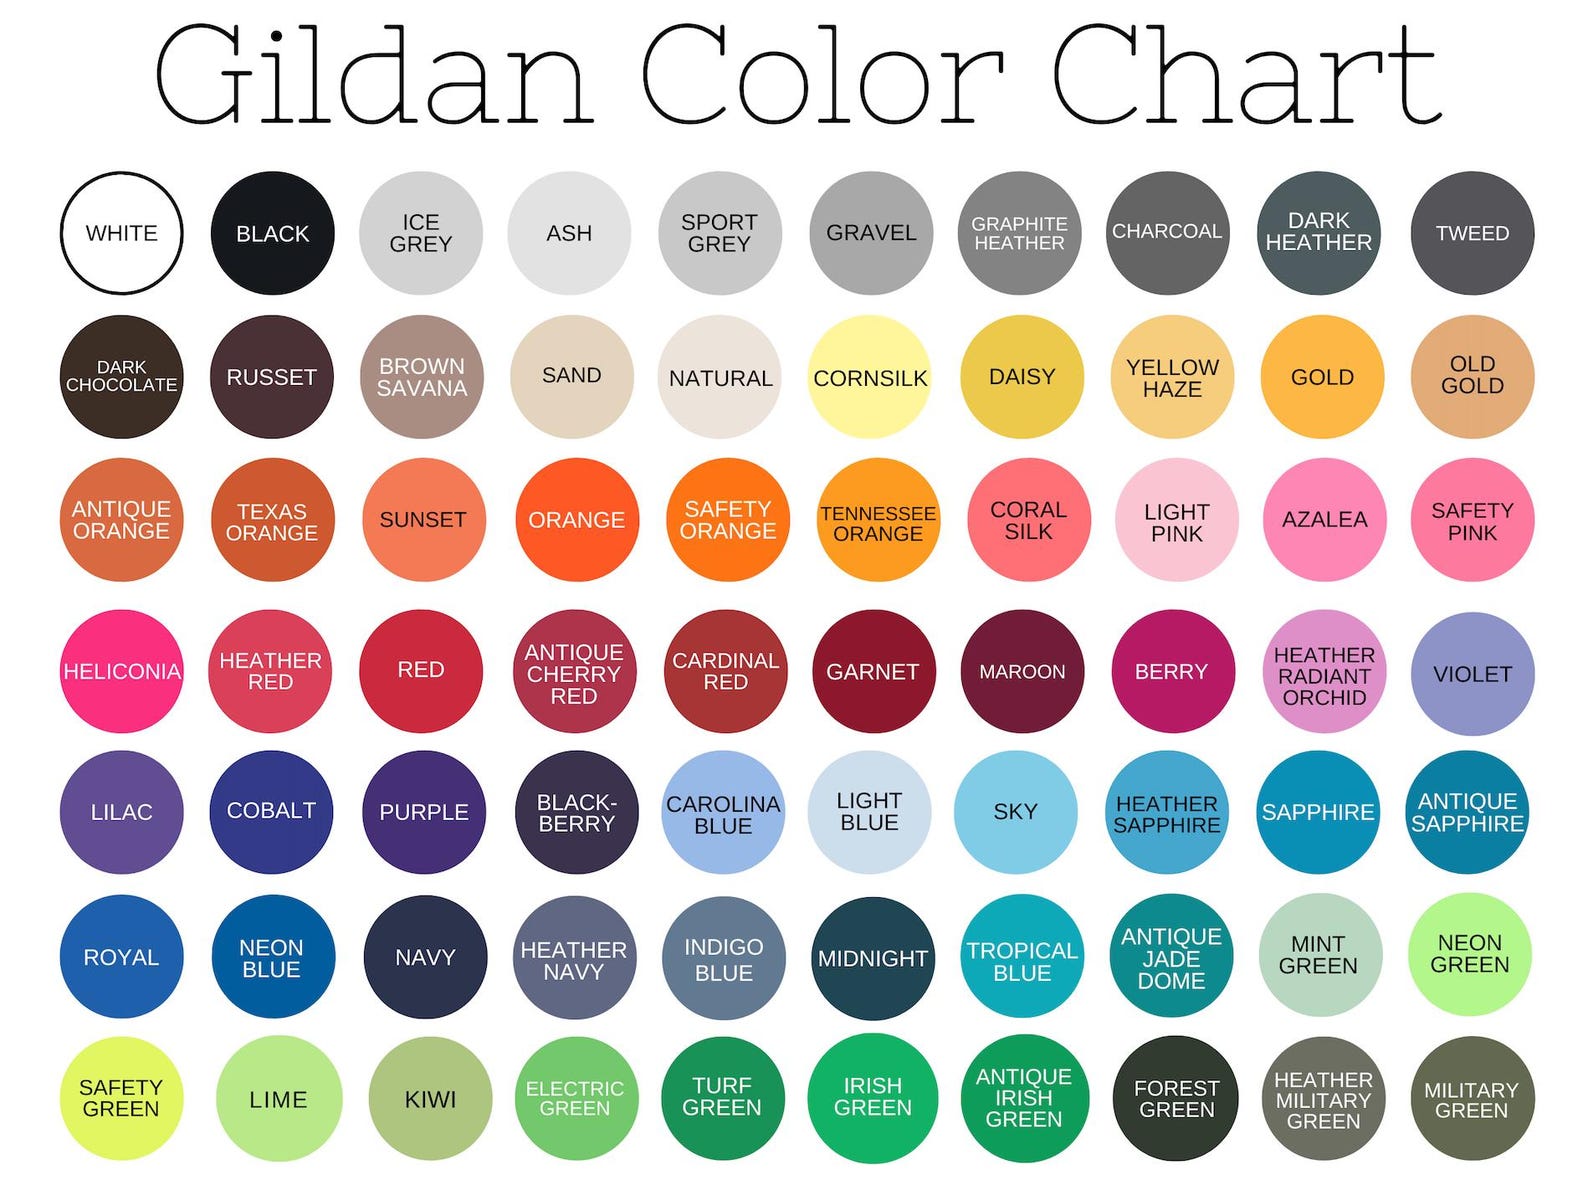 Gildan Color Chart
WHITE
BLACK
ICE
GREY
ASH
SPORT
GREY
GRAVEL
GRAPHITE
HEATHER
CHARCOAL
DARK
HEATHER
TWEED
DARK
CHOCOLATE
RUSSET
BROWN
SAVANA
SAND
NATURAL
CORNSILK
DAISY
YELLOW
HAZE
GOLD
OLD
GOLD
ANTIQUE
ORANGE
TEXAS
ORANGE
SUNSET
ORANGE
SAFETY
ORANGE
TENNESSEE
ORANGE
CORAL
SILK
LIGHT
PINK
AZALEA
SAFETY
PINK
HELICONIA
HEATHER
RED
RED
ANTIQUE
CHERRY
RED
CARDINAL
RED
GARNET
MAROON
BERRY
HEATHER
RADIANT
ORCHID
VIOLET
LILAC
COBALT
PURPLE
BLACK-
BERRY
CAROLINA
BLUE
LIGHT
BLUE
SKY
HEATHER
SAPPHIRE
SAPPHIRE
ANTIQUE
SAPPHIRE
ROYAL
NEON
BLUE
NAVY
HEATHER
NAVY
INDIGO
BLUE
MIDNIGHT
TROPICAL
BLUE
ANTIQUE
JADE
DOME
MINT
GREEN
NEON
GREEN
SAFETY
GREEN
LIME
KIWI
ELECTRIC
GREEN
TURF
GREEN
IRISH
GREEN
ANTIQUE
IRISH
GREEN
FOREST
GREEN
HEATHER
MILITARY
GREEN
MILITARY
GREEN